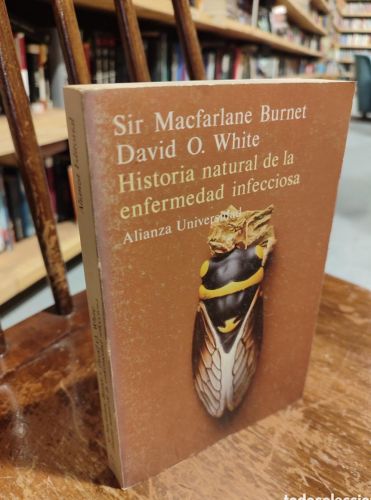 Sir Macfarlane Burnet
David O. White
Historia natural de la
enfermedad infecciosa
Alianza Universidad